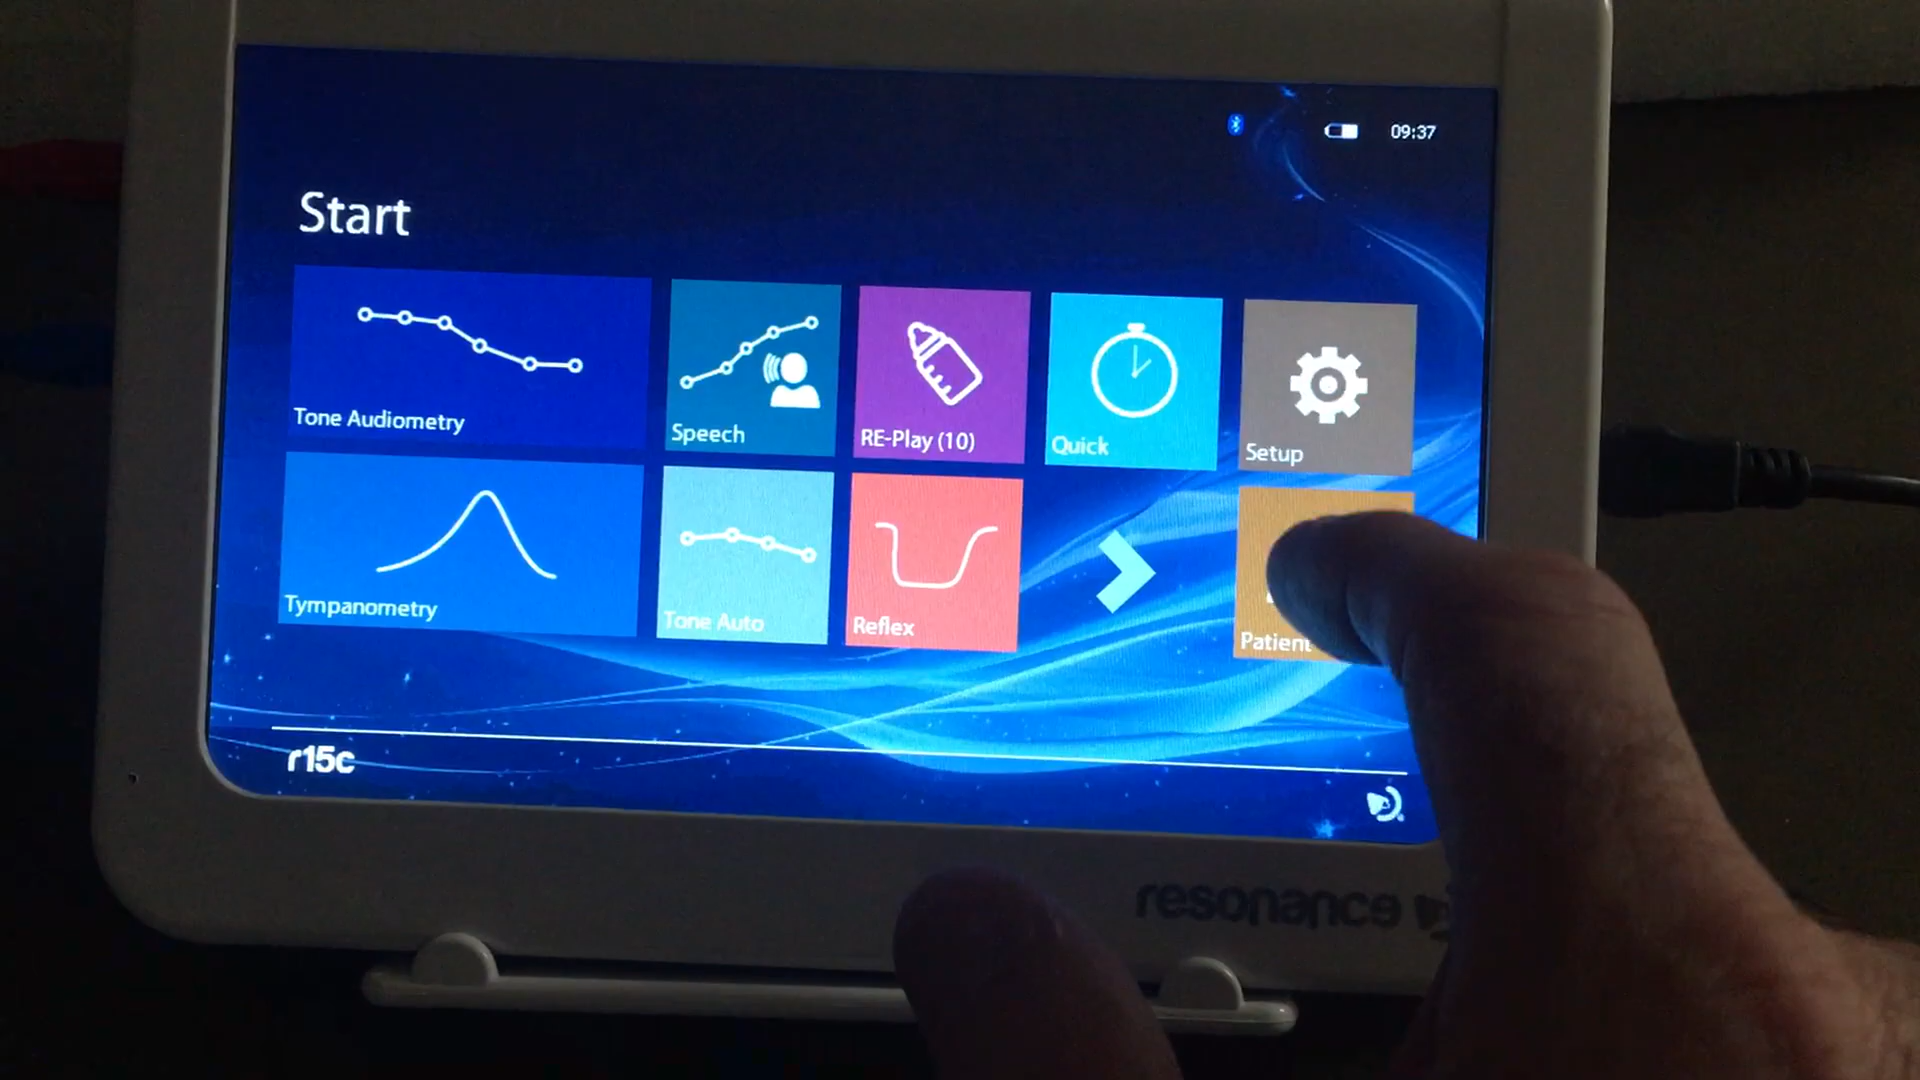 09:37
Start
Tone Audiometry
Speech
RE-Play (10)
Quick
Setup
Tympanometry
Tone Auto
Reflex
Patient
r15c
resonance